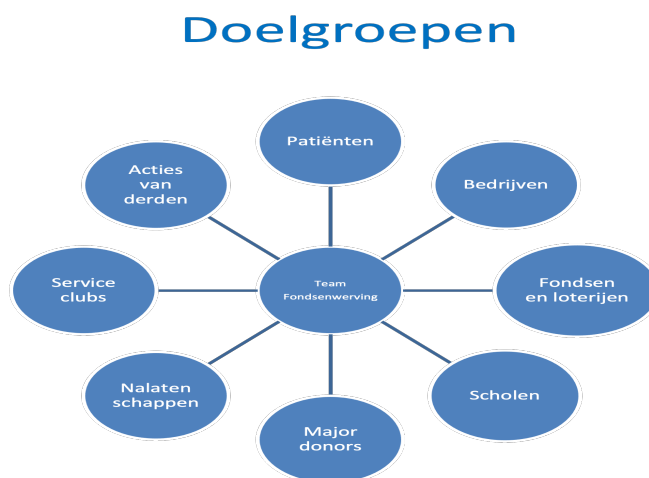 Doelgroepen
Patiënten
Acties
van
derden
Bedrijven
Service
clubs
Team
Fondsenwerving
Fondsen
en loterijen
Nalaten
schappen
Scholen
Major
donors